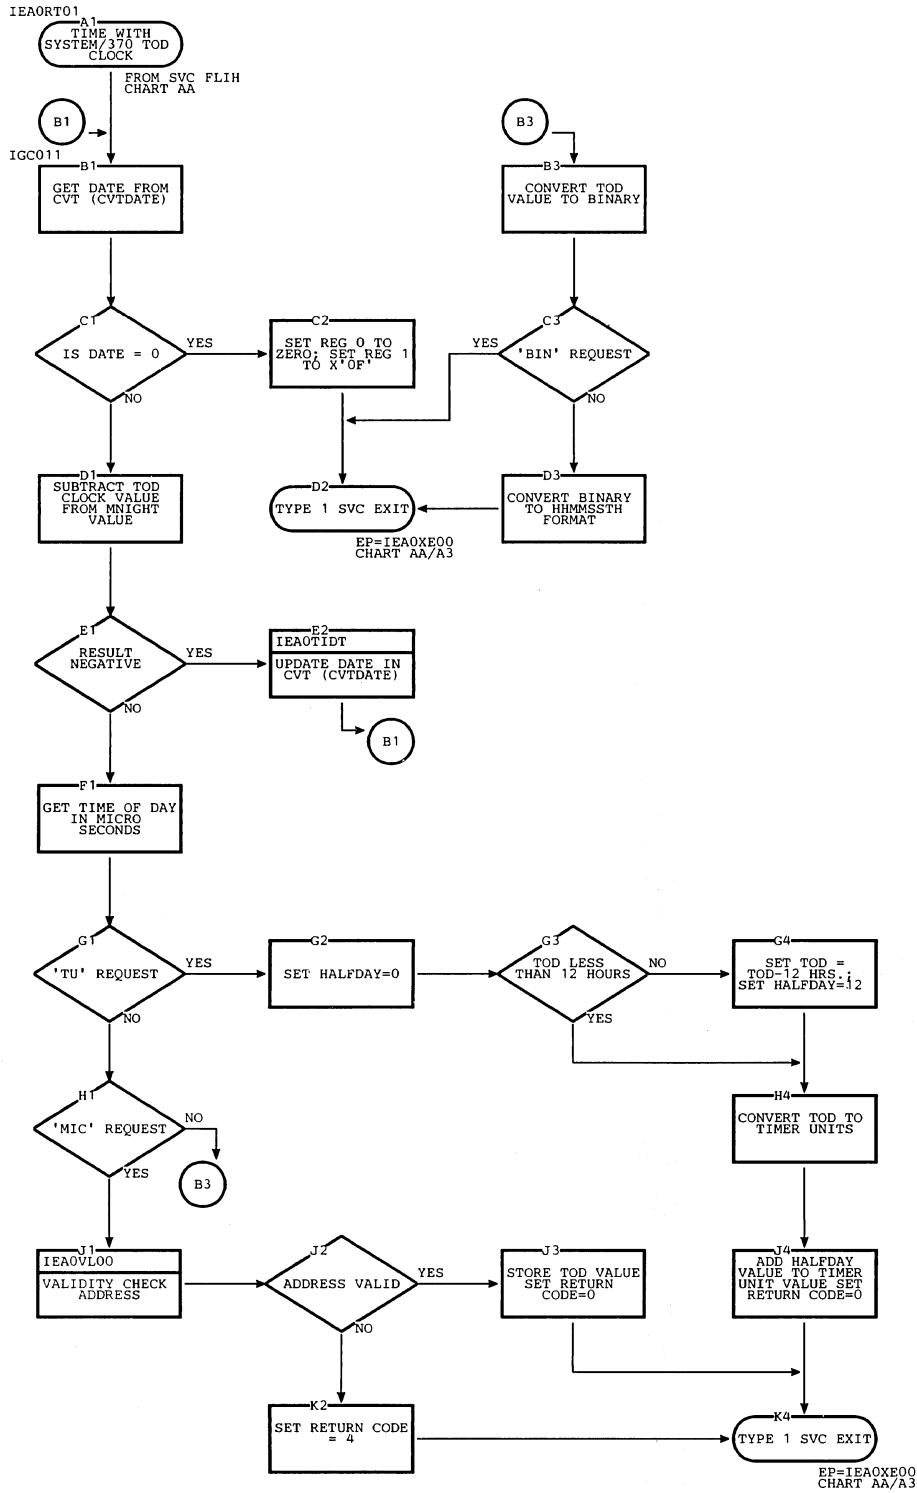 IEA0RT01
A1
TIME WITH
SYSTEM/370 TOD
CLOCK
FROM SVC FLIH
CHART AA
B1
IGC011
B1
GET DATE FROM
CVT (CVTDATE)
C1
IS DATE = 0
YES
NO
C2
SET REG 0 TO
ZERO; SET REG 1
TO X'0F'
B3
B3
CONVERT TOD
VALUE TO BINARY
C3
'BIN' REQUEST
YES
NO
D1
SUBTRACT TOD
CLOCK VALUE
FROM MNIGHT
VALUE
D2
TYPE 1 SVC EXIT
EP=IEA0XE00
CHART AA/A3
D3
CONVERT BINARY
TO HHMMSSTH
FORMAT
E1
RESULT
NEGATIVE
YES
NO
E2
IEA0TIDT
UPDATE DATE IN
CVT (CVTDATE)
B1
F1
GET TIME OF DAY
IN MICRO
SECONDS
G1
'TU' REQUEST
YES
NO
G2
SET HALFDAY=0
G3
TOD LESS
THAN 12 HOURS
NO
YES
G4
SET TOD =
TOD-12 HRS.;
SET HALFDAY=12
H1
'MIC' REQUEST
NO
YES
B3
H4
CONVERT TOD TO
TIMER UNITS
J1
IEA0VL00
VALIDITY CHECK
ADDRESS
J2
ADDRESS VALID
YES
NO
J3
STORE TOD VALUE
SET RETURN
CODE=0
J4
ADD HALFDAY
VALUE TO TIMER
UNIT VALUE SET
RETURN CODE=0
K2
SET RETURN CODE
= 4
K4
TYPE 1 SVC EXIT
EP=IEA0XE00
CHART AA/A3